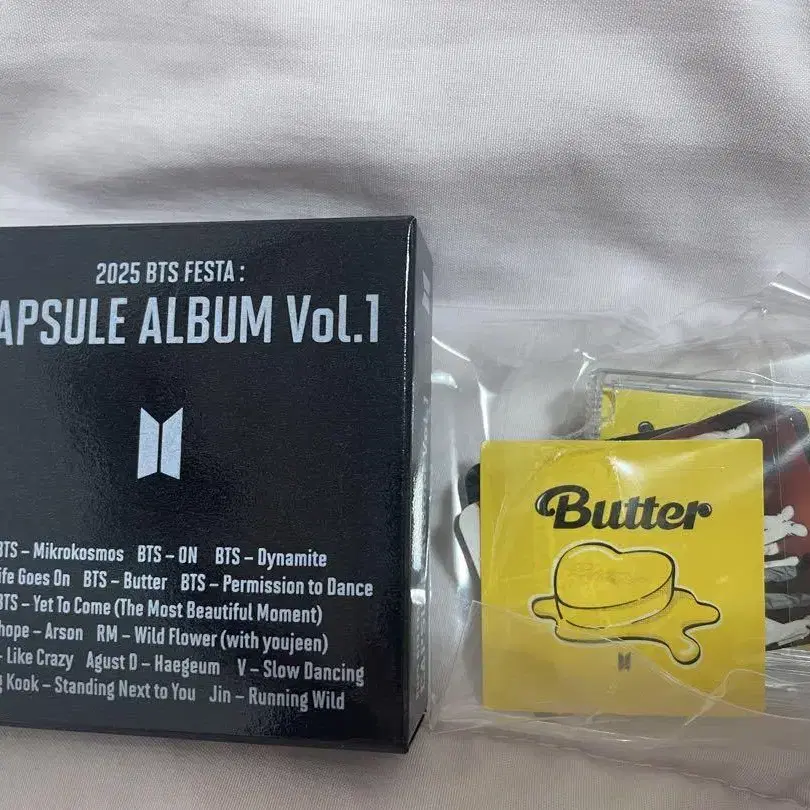 2025 BTS FESTA :
APSULE ALBUM Vol.1
BTS – Mikrokosmos BTS – ON BTS – Dynamite
ife Goes On BTS – Butter BTS – Permission to Dance
BTS – Yet To Come (The Most Beautiful Moment)
hope – Arson RM – Wild Flower (with youjeen)
– Like Crazy Agust D – Haegeum V – Slow Dancing
g Kook – Standing Next to You Jin – Running Wild
Butter